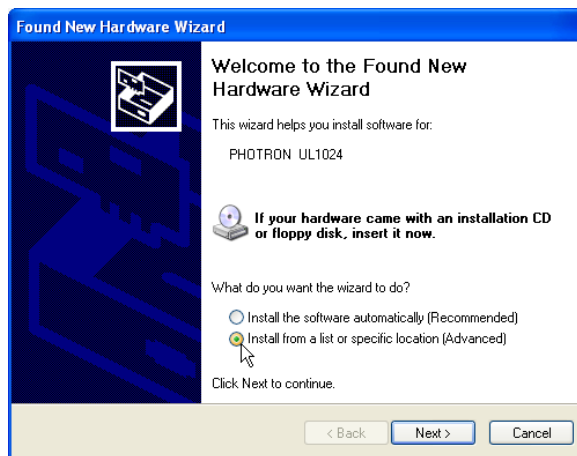 Found New Hardware Wizard
Welcome to the Found New
Hardware Wizard
This wizard helps you install software for:
PHOTRON UL1024
If your hardware came with an installation CD
or floppy disk, insert it now.
What do you want the wizard to do?
Install the software automatically (Recommended)
Install from a list or specific location (Advanced)
Click Next to continue.
< Back Next > Cancel